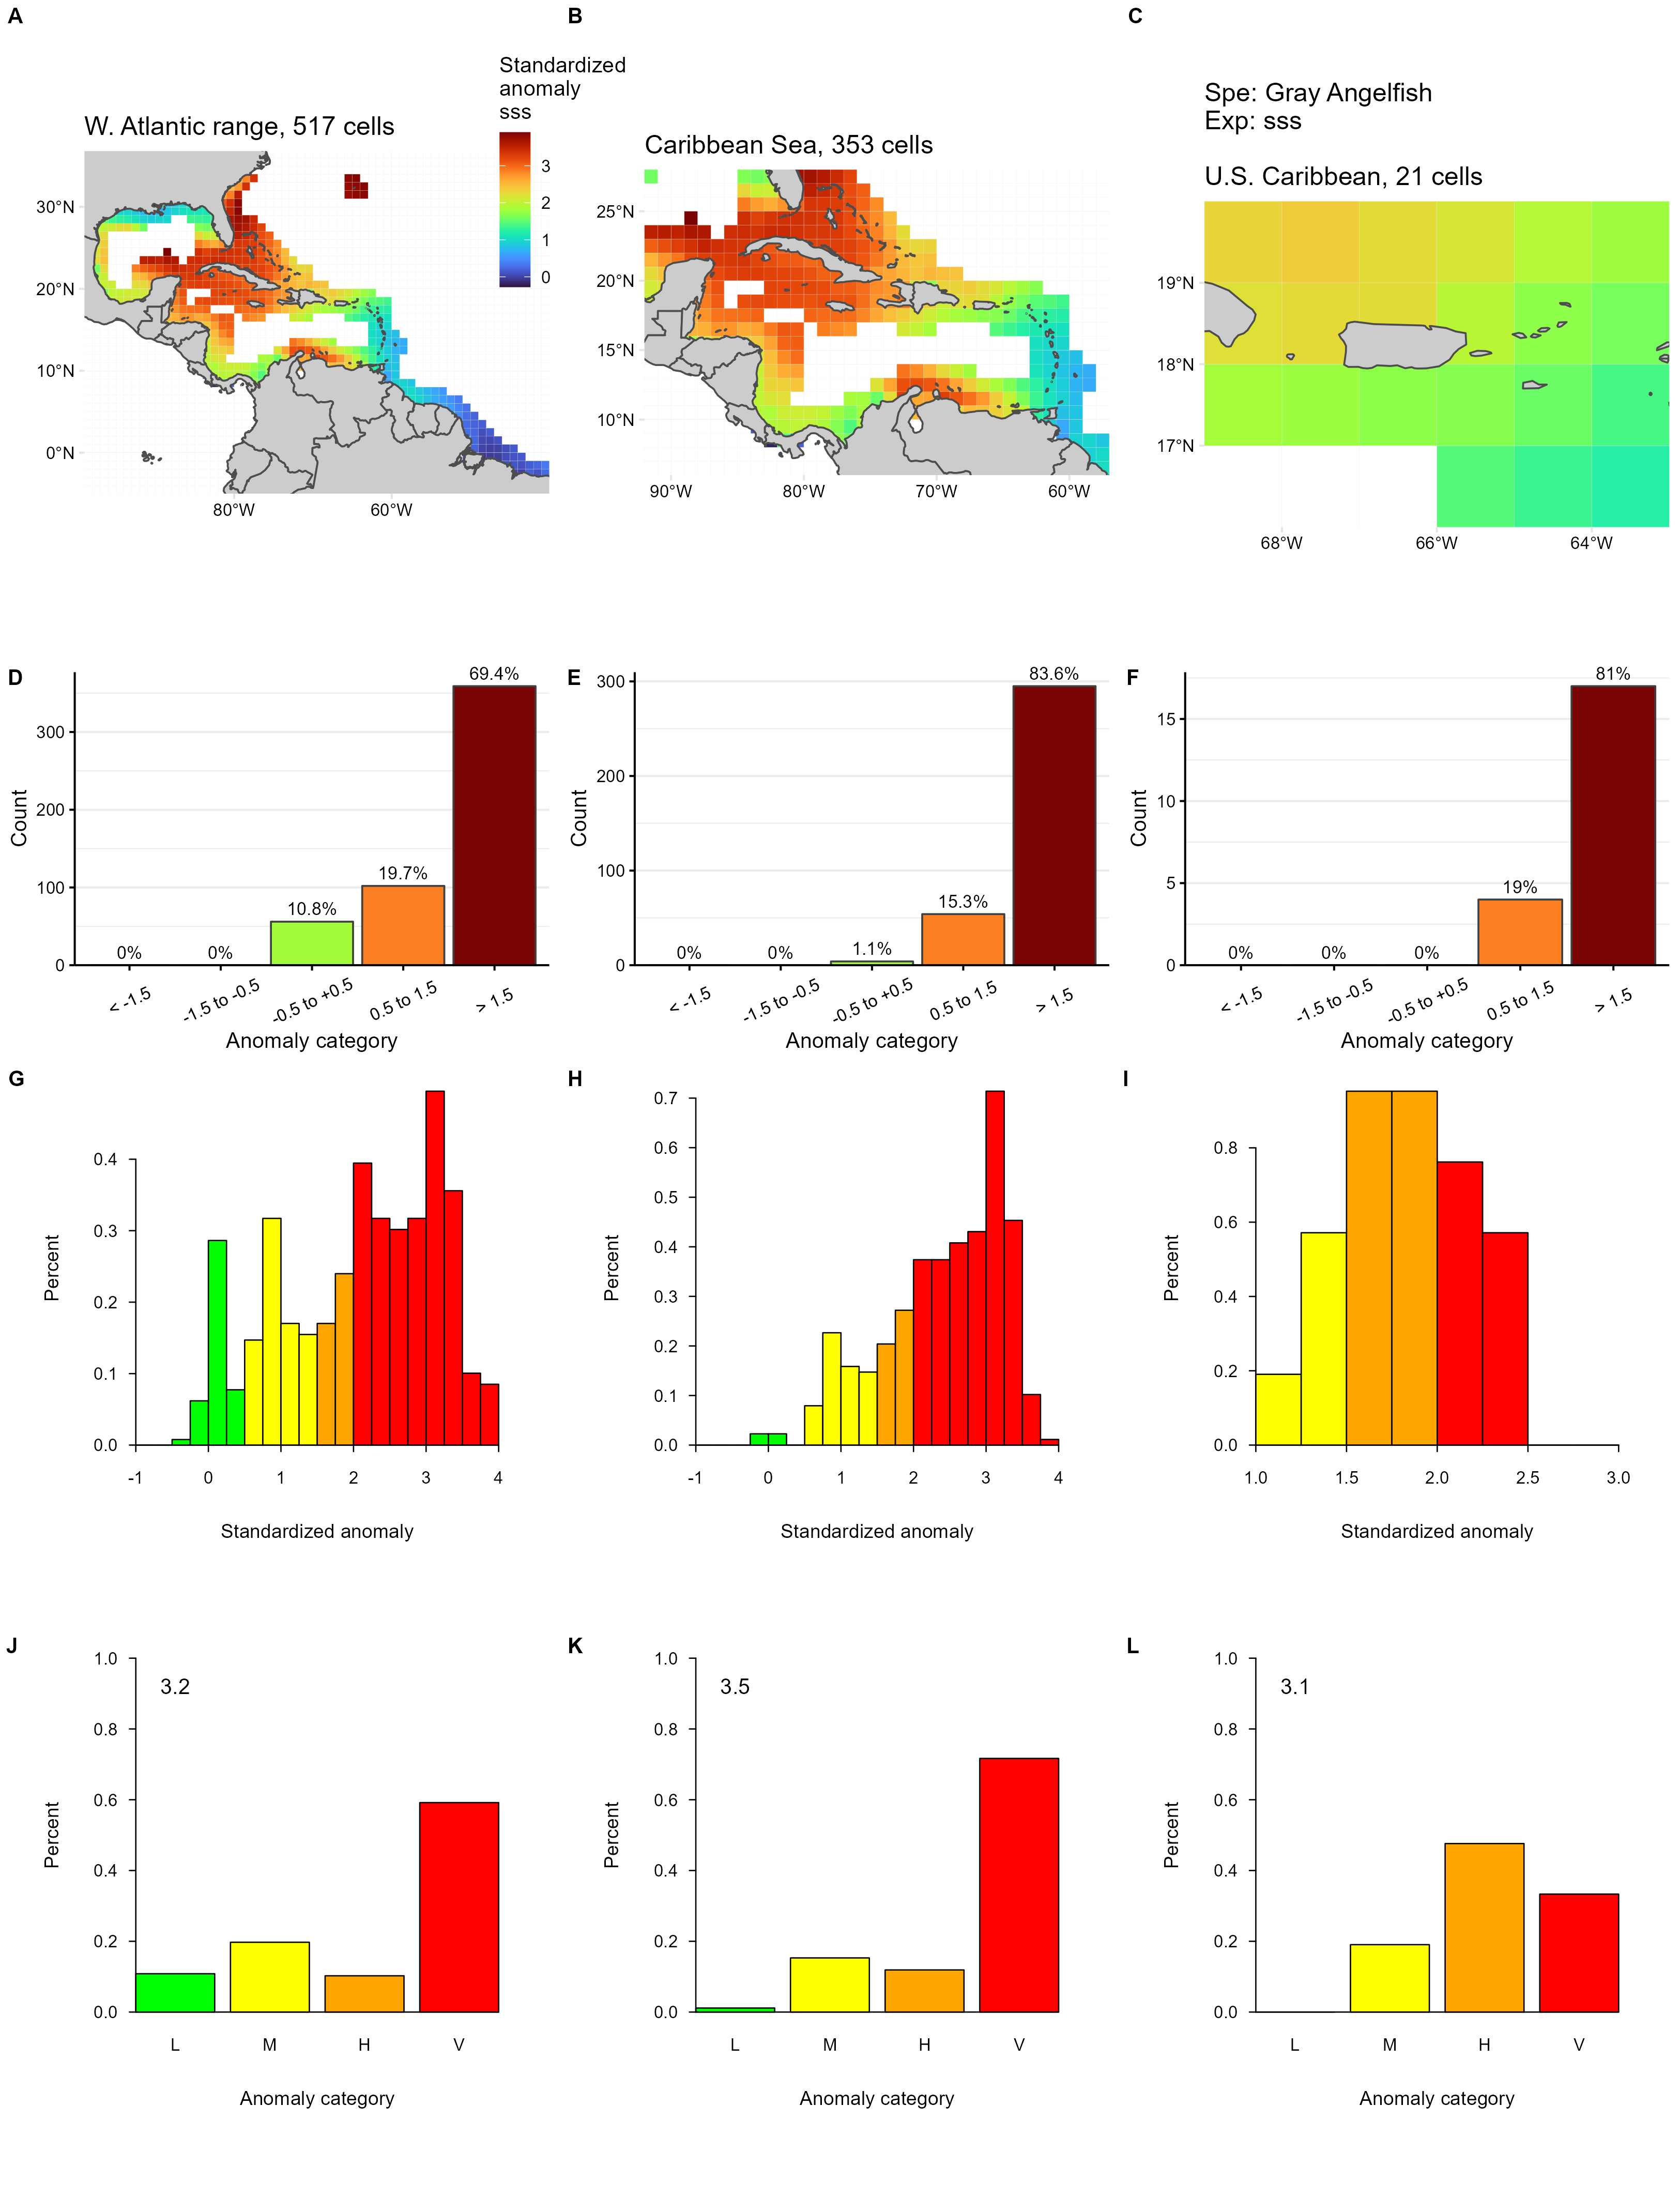 A
B
C
Standardized
anomaly
sss
3
2
1
0
W. Atlantic range, 517 cells
30°N
20°N
10°N
0°N
80°W
60°W
Caribbean Sea, 353 cells
25°N
20°N
15°N
10°N
90°W
80°W
70°W
60°W
Spe: Gray Angelfish
Exp: sss
U.S. Caribbean, 21 cells
19°N
18°N
17°N
68°W
66°W
64°W
D
Count
300
200
100
0
0%
0%
10.8%
19.7%
69.4%
< -1.5
-1.5 to -0.5
-0.5 to +0.5
0.5 to 1.5
> 1.5
Anomaly category
E
Count
300
200
100
0
0%
0%
1.1%
15.3%
83.6%
< -1.5
-1.5 to -0.5
-0.5 to +0.5
0.5 to 1.5
> 1.5
Anomaly category
F
Count
15
10
5
0
0%
0%
0%
19%
81%
< -1.5
-1.5 to -0.5
-0.5 to +0.5
0.5 to 1.5
> 1.5
Anomaly category
G
Percent
0.4
0.3
0.2
0.1
0.0
-1
0
1
2
3
4
Standardized anomaly
H
Percent
0.7
0.6
0.5
0.4
0.3
0.2
0.1
0.0
-1
0
1
2
3
4
Standardized anomaly
I
Percent
0.8
0.6
0.4
0.2
0.0
1.0
1.5
2.0
2.5
3.0
Standardized anomaly
J
3.2
Percent
1.0
0.8
0.6
0.4
0.2
0.0
L
M
H
V
Anomaly category
K
3.5
Percent
1.0
0.8
0.6
0.4
0.2
0.0
L
M
H
V
Anomaly category
L
3.1
Percent
1.0
0.8
0.6
0.4
0.2
0.0
L
M
H
V
Anomaly category